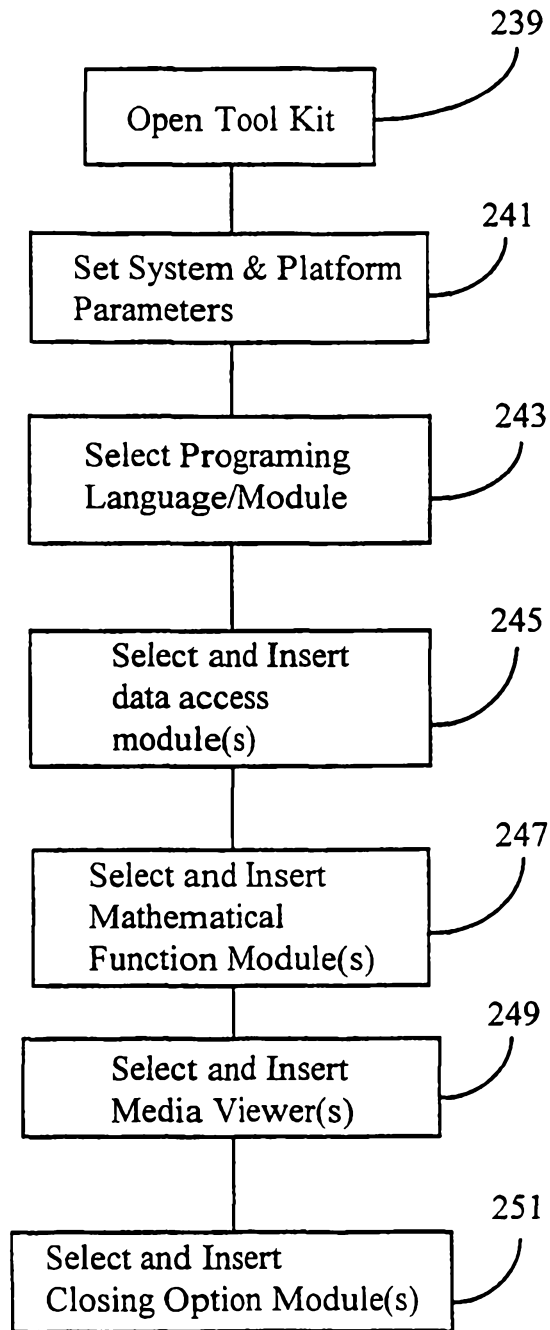 239
Open Tool Kit
241
Set System & Platform
Parameters
243
Select Programing
Language/Module
245
Select and Insert
data access
module(s)
247
Select and Insert
Mathematical
Function Module(s)
249
Select and Insert
Media Viewer(s)
251
Select and Insert
Closing Option Module(s)